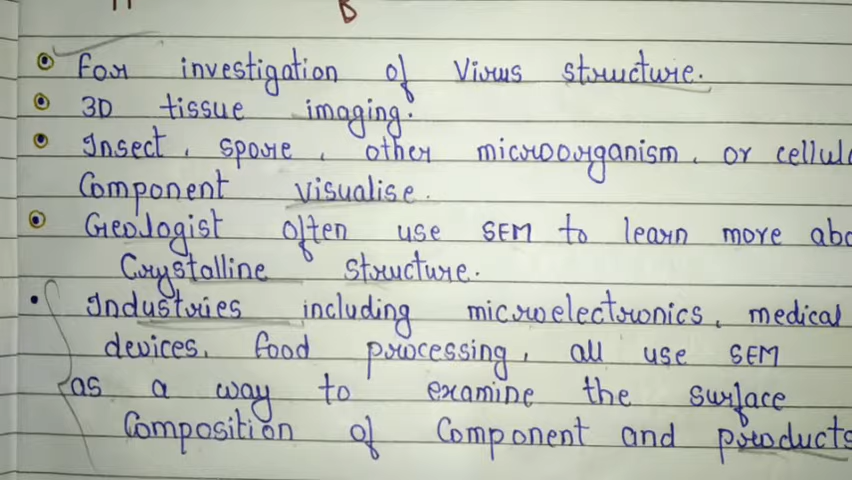 B
For investigation of Virus structure.
3D tissue imaging.
Insect, spore, other microorganism, or cellula
Component visualise.
Geologist often use SEM to learn more abo
Crystalline structure.
Industries including microelectronics, medical
devices, food processing, all use SEM
as a way to examine the surface
Composition of Component and products